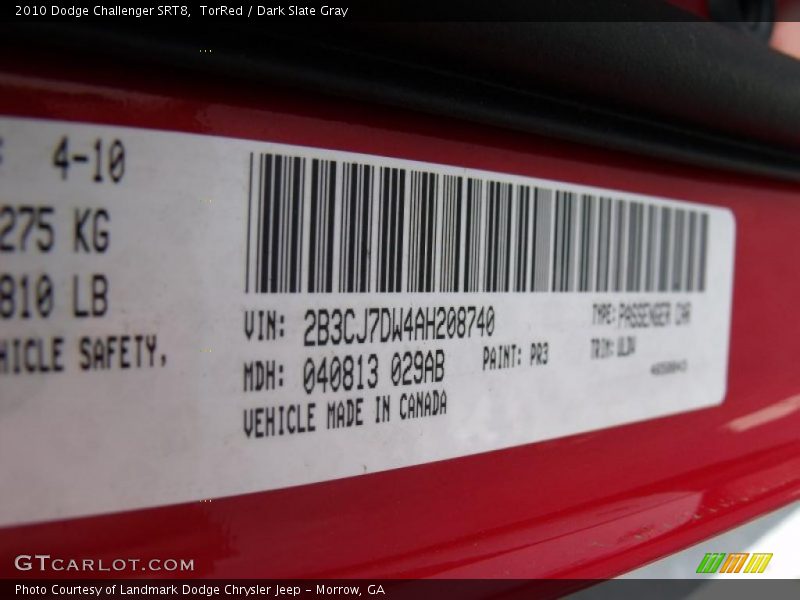 2010 Dodge Challenger SRT8, TorRed / Dark Slate Gray
4-10
275 KG
810 LB
HICLE SAFETY,
VIN: 2B3CJ7DW4AH208740
TYPE: PASSENGER CAR
MDH: 040813 029AB
PAINT: PR3
TRIM:
VEHICLE MADE IN CANADA
GTCARLOT.COM
Photo Courtesy of Landmark Dodge Chrysler Jeep - Morrow, GA